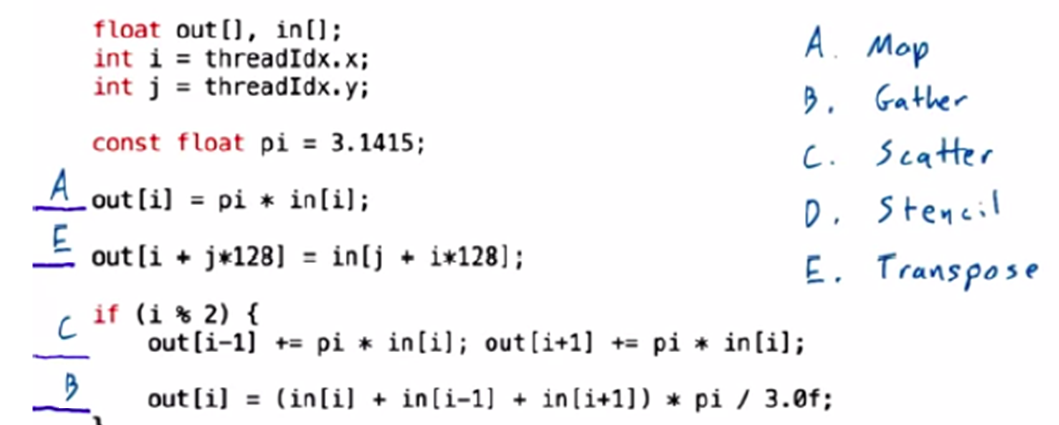 float out[], in[];
int i = threadIdx.x;
int j = threadIdx.y;
const float pi = 3.1415;
A out[i] = pi * in[i];
E out[i + j*128] = in[j + i*128];
if (i % 2) {
C out[i-1] += pi * in[i]; out[i+1] += pi * in[i];
B out[i] = (in[i] + in[i-1] + in[i+1]) * pi / 3.0f;
}
A. Map
B. Gather
C. Scatter
D. Stencil
E. Transpose